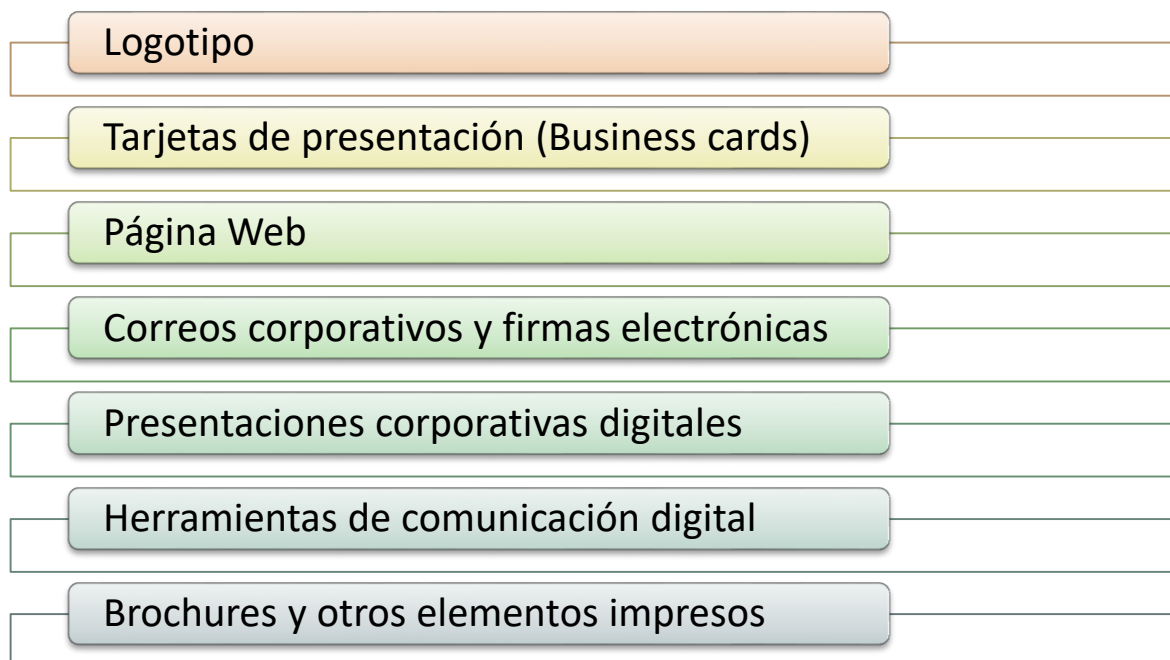 Logotipo
Tarjetas de presentación (Business cards)
Página Web
Correos corporativos y firmas electrónicas
Presentaciones corporativas digitales
Herramientas de comunicación digital
Brochures y otros elementos impresos